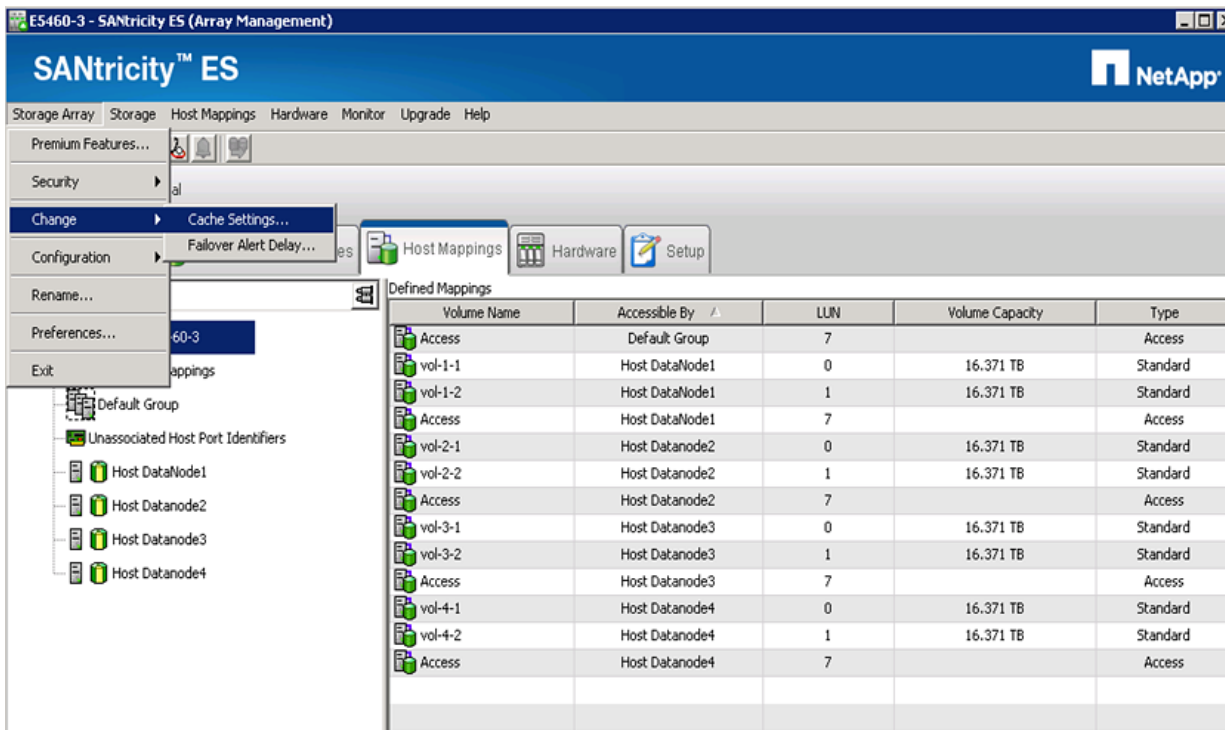 E5460-3 - SANtricity ES (Array Management)
SANtricity™ ES
NetApp
Storage Array Storage Host Mappings Hardware Monitor Upgrade Help
Premium Features...
Security
al
Change
Cache Settings...
Failover Alert Delay...
Configuration
Rename...
Preferences...
Exit
es
Host Mappings
Hardware
Setup
60-3
appings
Default Group
Unassociated Host Port Identifiers
Host DataNode1
Host Datanode2
Host Datanode3
Host Datanode4
Defined Mappings
Volume Name Accessible By LUN Volume Capacity Type
Access Default Group 7 Access
vol-1-1 Host DataNode1 0 16.371 TB Standard
vol-1-2 Host DataNode1 1 16.371 TB Standard
Access Host DataNode1 7 Access
vol-2-1 Host Datanode2 0 16.371 TB Standard
vol-2-2 Host Datanode2 1 16.371 TB Standard
Access Host Datanode2 7 Access
vol-3-1 Host Datanode3 0 16.371 TB Standard
vol-3-2 Host Datanode3 1 16.371 TB Standard
Access Host Datanode3 7 Access
vol-4-1 Host Datanode4 0 16.371 TB Standard
vol-4-2 Host Datanode4 1 16.371 TB Standard
Access Host Datanode4 7 Access